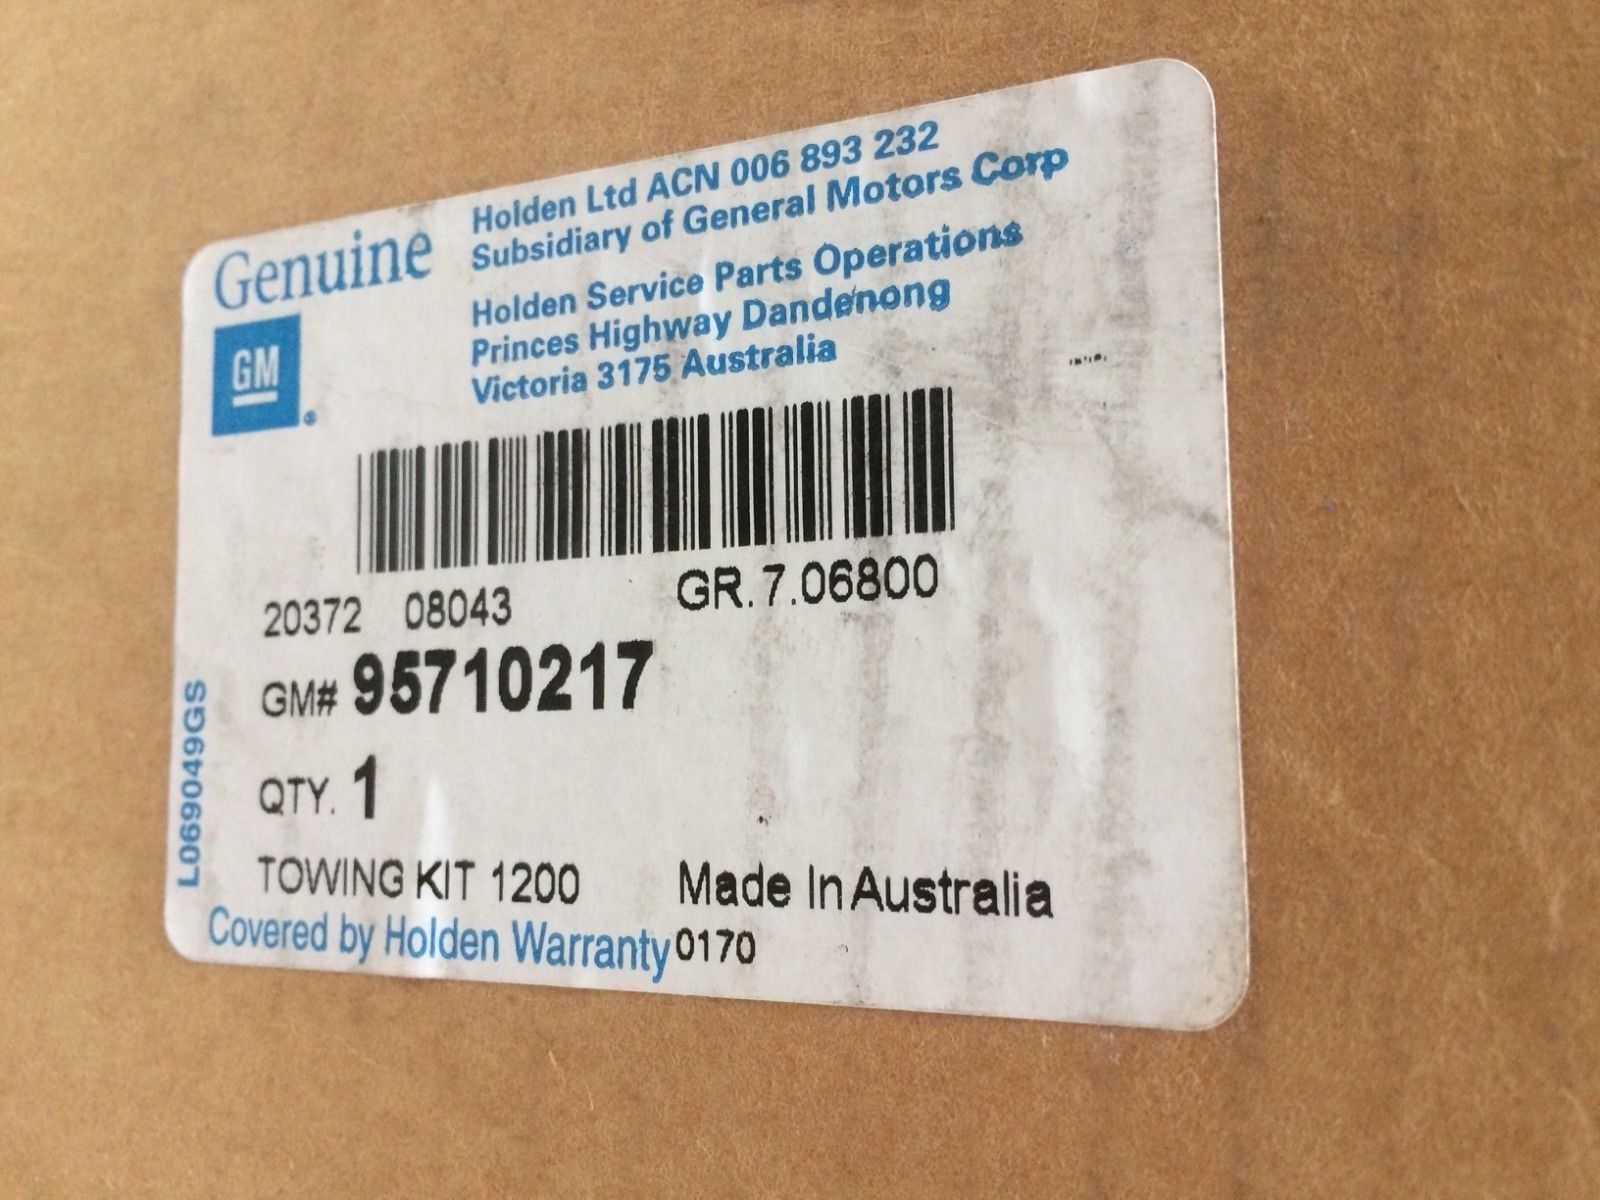 Genuine
GM
®
Holden Ltd ACN 006 893 232
Subsidiary of General Motors Corp
Holden Service Parts Operations
Princes Highway Dandenong
Victoria 3175 Australia
20372 08043 GR.7.06800
GM# 95710217
QTY. 1
TOWING KIT 1200 Made In Australia
Covered by Holden Warranty 0170
L069049GS